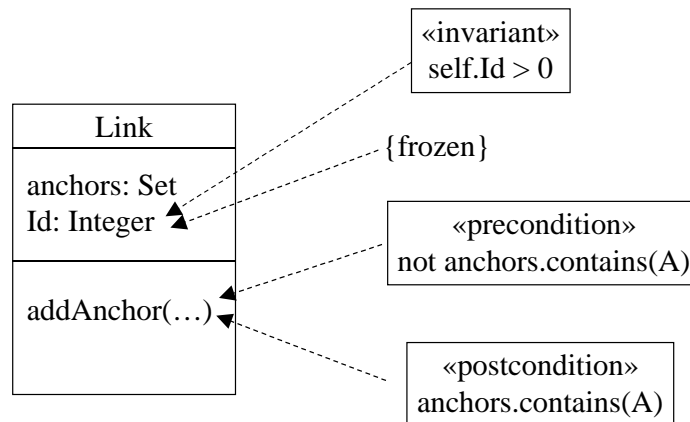 «invariant»
self.Id > 0
Link
anchors: Set
Id: Integer
{frozen}
«precondition»
not anchors.contains(A)
addAnchor(…)
«postcondition»
anchors.contains(A)